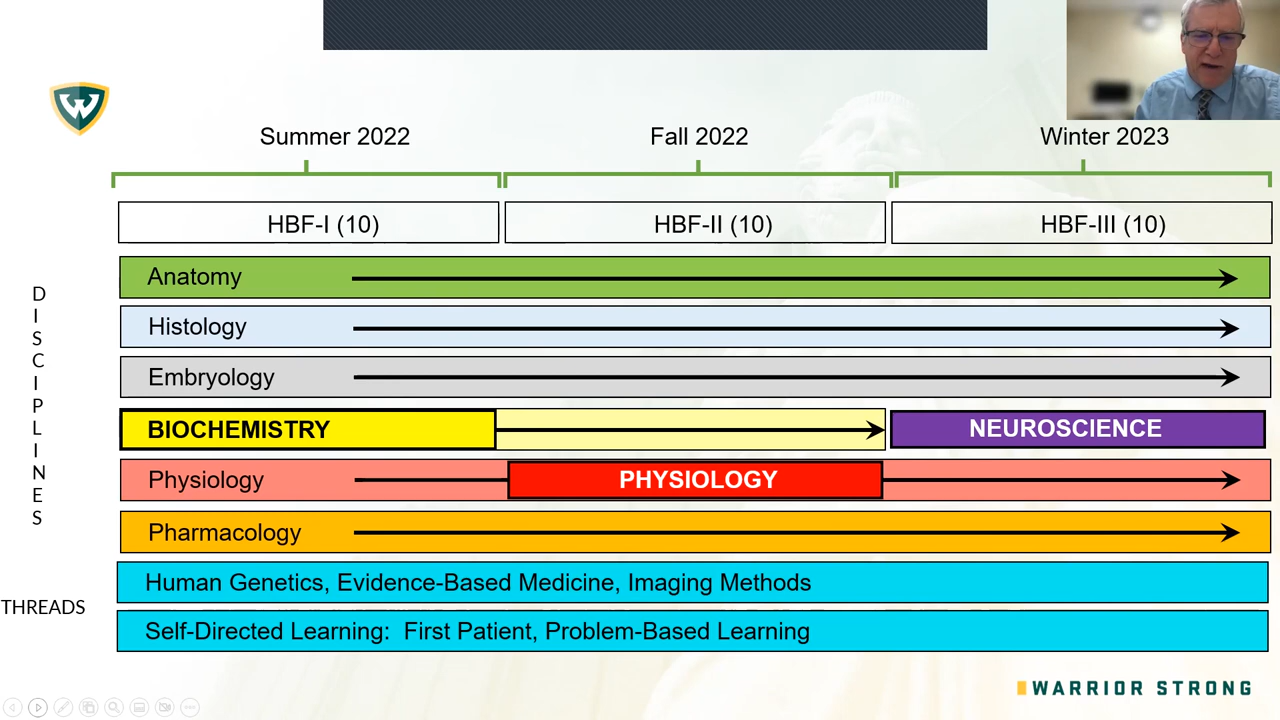 W
Summer 2022
Fall 2022
Winter 2023
HBF-I (10)
HBF-II (10)
HBF-III (10)
DISCIPLINES
Anatomy
Histology
Embryology
BIOCHEMISTRY
NEUROSCIENCE
Physiology
PHYSIOLOGY
Pharmacology
THREADS
Human Genetics, Evidence-Based Medicine, Imaging Methods
Self-Directed Learning: First Patient, Problem-Based Learning
WARRIOR STRONG